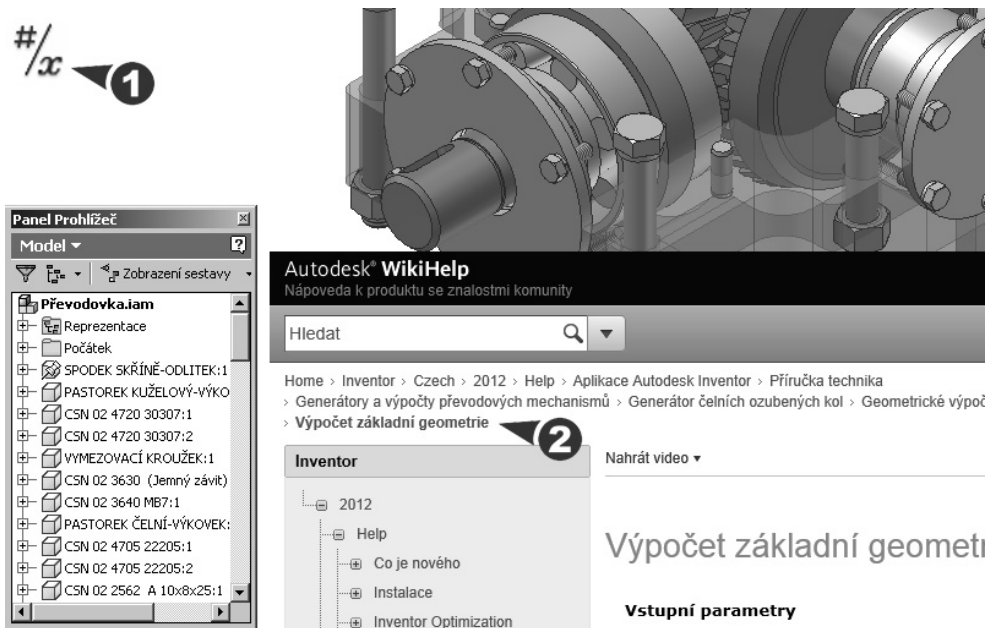 #/x
1
Panel Prohlížeč
Model
Zobrazení sestavy
Převodovka.iam
Reprezentace
Počátek
SPODEK SKŘÍNĚ-ODLITEK:1
PASTOREK KUŽELOVÝ-VÝKO
CSN 02 4720 30307:1
CSN 02 4720 30307:2
VYMEZOVACÍ KROUŽEK:1
CSN 02 3630 (Jemný závit)
CSN 02 3640 MB7:1
PASTOREK ČELNÍ-VÝKOVEK:
CSN 02 4705 22205:1
CSN 02 4705 22205:2
CSN 02 2562 A 10x8x25:1
Autodesk® WikiHelp
Nápověda k produktu se znalostmi komunity
Hledat
Home › Inventor › Czech › 2012 › Help › Aplikace Autodesk Inventor › Příručka technika
› Generátory a výpočty převodových mechanismů › Generátor čelních ozubených kol › Geometrické výpoč
› Výpočet základní geometrie
2
Inventor
2012
Help
Co je nového
Instalace
Inventor Optimization
Nahrát video
Výpočet základní geometr
Vstupní parametry